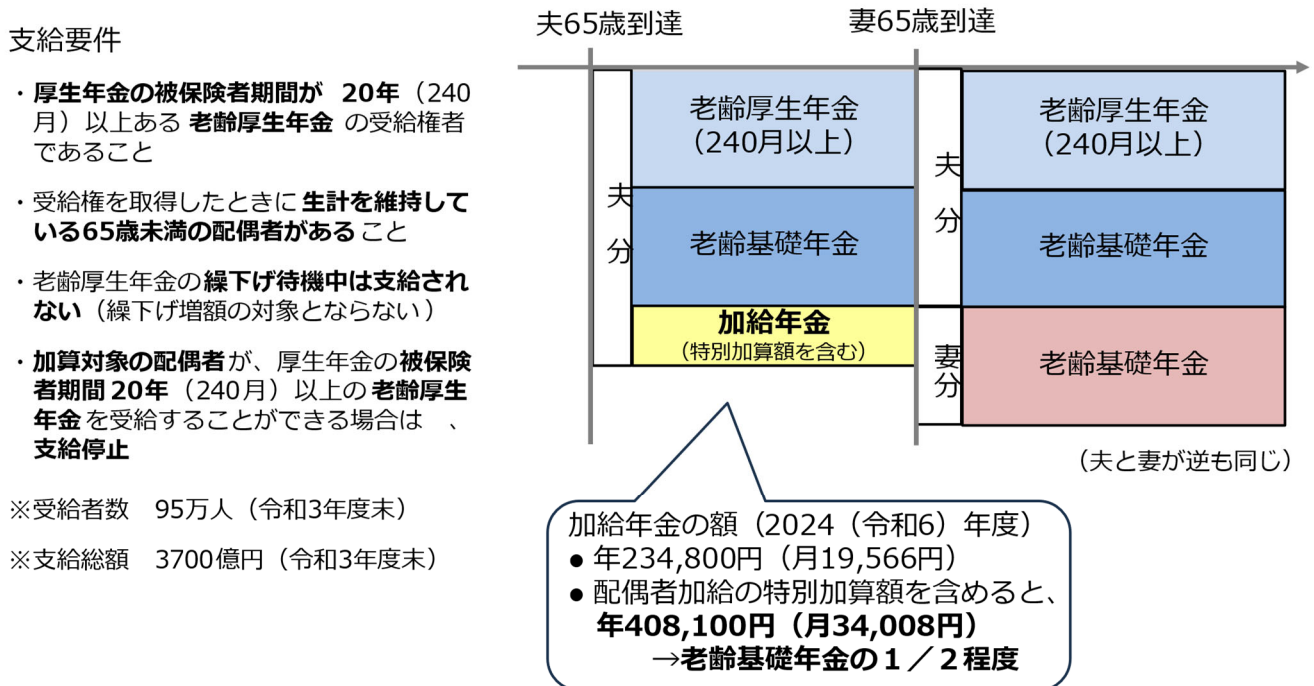 支給要件
・厚生年金の被保険者期間が 20年（240
月）以上ある 老齢厚生年金 の受給権者
であること
・受給権を取得したときに 生計を維持して
いる65歳未満の配偶者がある こと
・老齢厚生年金の繰下げ待機中は支給され
ない（繰下げ増額の対象とならない）
・加算対象の配偶者が、厚生年金の被保険
者期間 20年（240月）以上の 老齢厚生
年金 を受給することができる場合は 、
支給停止
※受給者数 95万人（令和3年度末）
※支給総額 3700億円（令和3年度末）
夫65歳到達
妻65歳到達
夫分
老齢厚生年金
（240月以上）
老齢基礎年金
加給年金
（特別加算額を含む）
夫分
老齢厚生年金
（240月以上）
老齢基礎年金
妻分
老齢基礎年金
（夫と妻が逆も同じ）
加給年金の額（2024（令和6）年度）
● 年234,800円（月19,566円）
● 配偶者加給の特別加算額を含めると、
年408,100円（月34,008円）
→老齢基礎年金の１／２程度